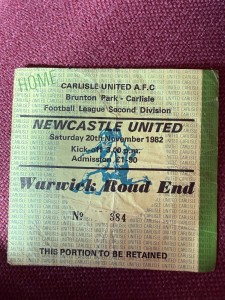 HOME
CARLISLE UNITED A.F.C
Brunton Park - Carlisle
Football League Second Division
NEWCASTLE UNITED
Saturday 20th November 1982
Kick-off 3.00 p.m.
Admission £1-90
Warwick Road End
No 384
THIS PORTION TO BE RETAINED